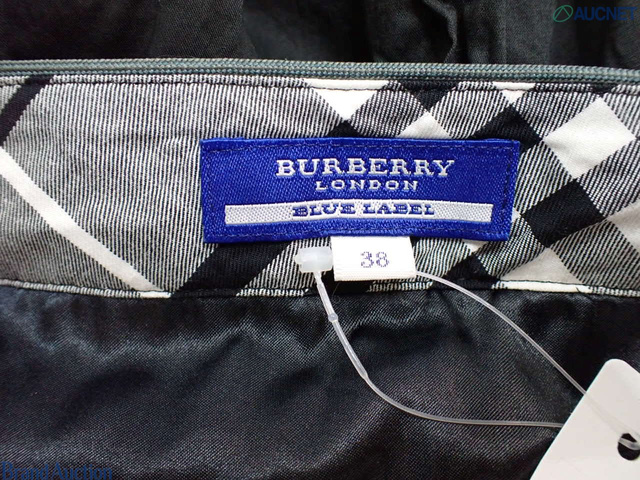 AUCNET
BURBERRY
LONDON
BLUE LABEL
38
Brand Auction